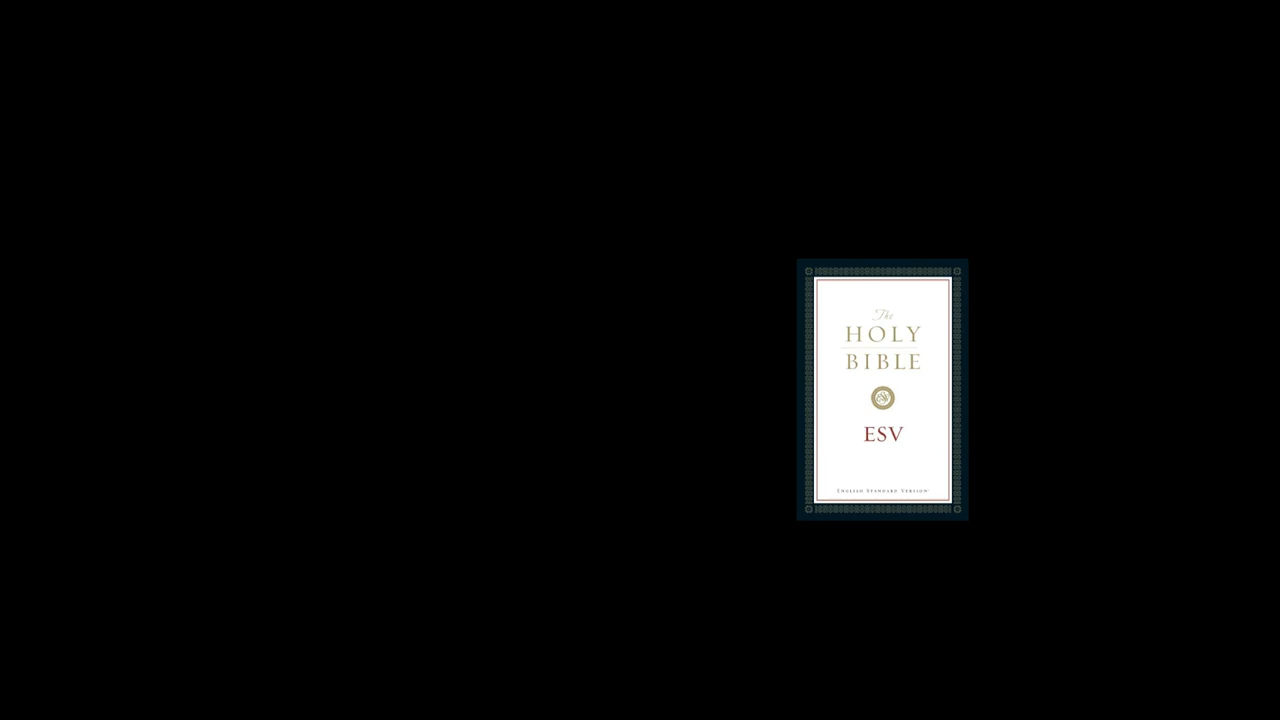 The
HOLY
BIBLE
ESV
ENGLISH STANDARD VERSION